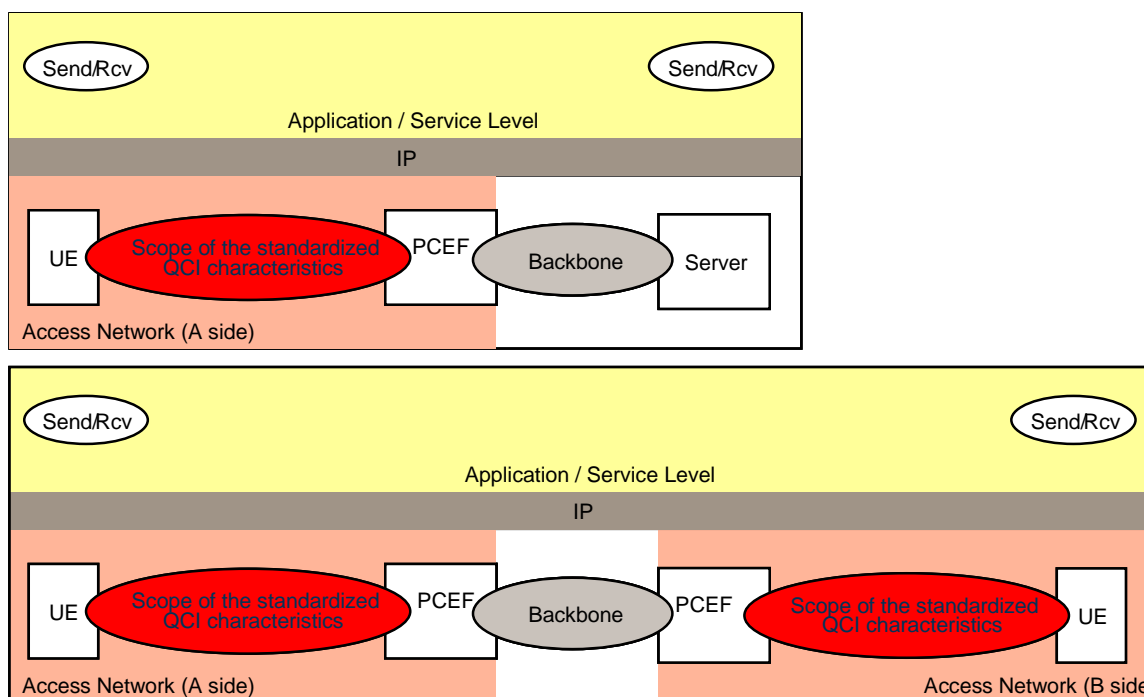 Send/Rcv
Send/Rcv
Application / Service Level
IP
UE
Scope of the standardized
QCI characteristics
PCEF
Backbone
Server
Access Network (A side)
Send/Rcv
Send/Rcv
Application / Service Level
IP
UE
Scope of the standardized
QCI characteristics
PCEF
Backbone
PCEF
Scope of the standardized
QCI characteristics
UE
Access Network (A side)
Access Network (B side